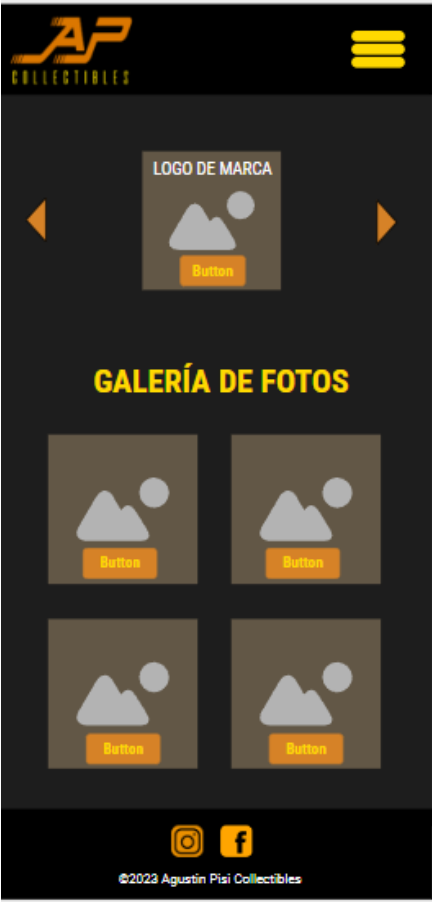 AP
COLLECTIBLES
LOGO DE MARCA
Button
GALERÍA DE FOTOS
Button
Button
Button
Button
©2023 Agustin Pisi Collectibles